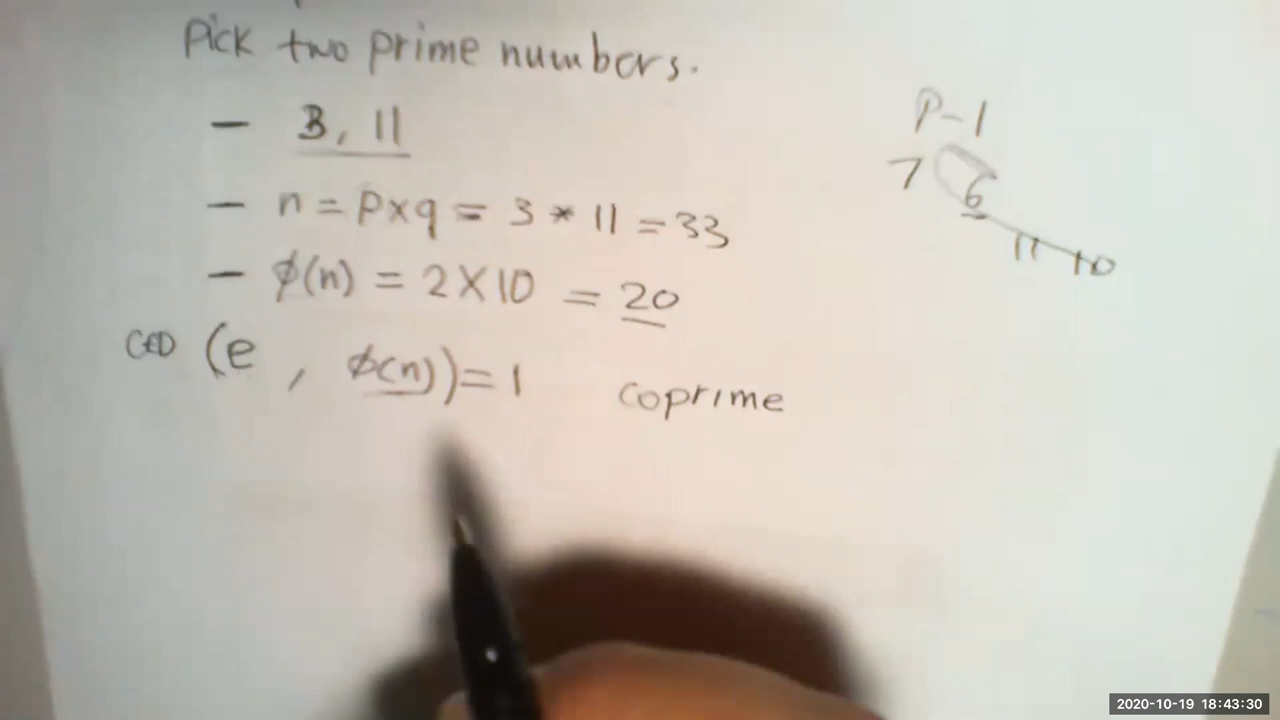 Pick two prime numbers.
- 3, 11
- n = p x q = 3 * 11 = 33
- φ(n) = 2 X 10 = 20
GCD (e, φ(n)) = 1 coprime
P-1
7 6
11 10
2020-10-19 18:43:30